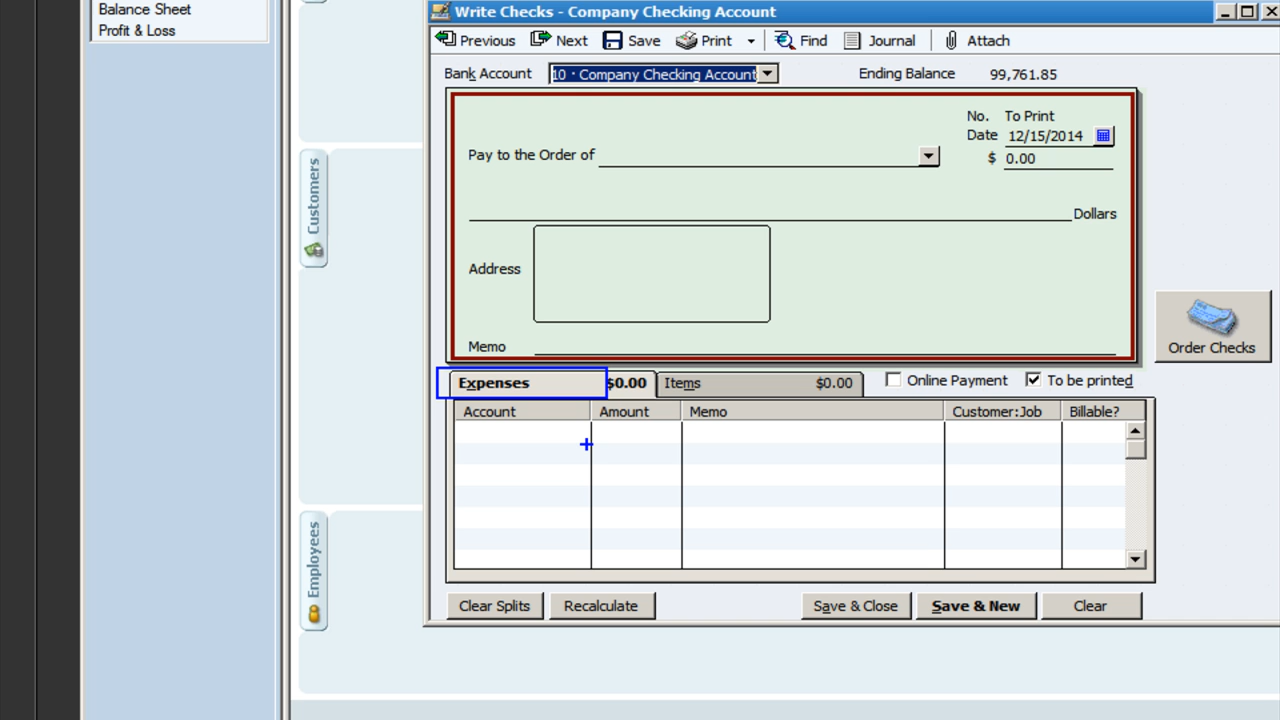 Balance Sheet
Profit & Loss
Customers
Employees
Write Checks - Company Checking Account
Previous Next Save Print Find Journal Attach
Bank Account 10 · Company Checking Account Ending Balance 99,761.85
No. To Print
Date 12/15/2014
Pay to the Order of $ 0.00
Dollars
Address
Memo
Order Checks
Expenses $0.00 Items $0.00 Online Payment To be printed
Account Amount Memo Customer:Job Billable?
Clear Splits Recalculate Save & Close Save & New Clear